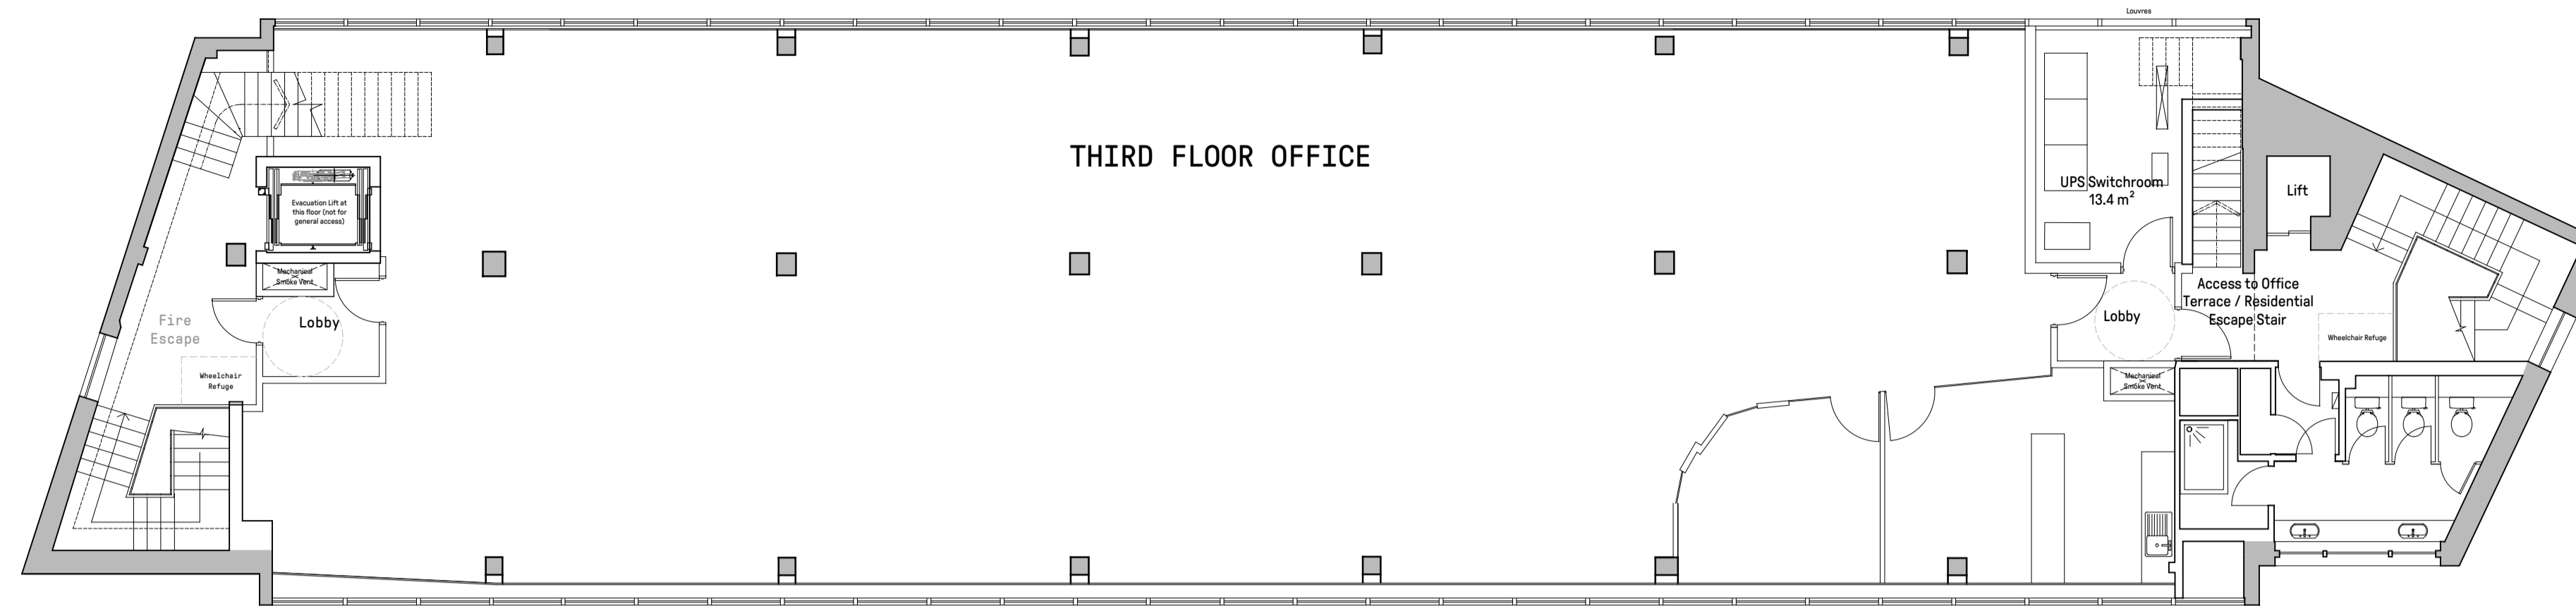 Louvres
THIRD FLOOR OFFICE
UPS Switchroom
13.4 m²
Lift
Evacuation Lift at
this floor (not for
general access)
Mechanical
Smoke Vent
Fire
Escape
Lobby
Wheelchair
Refuge
Access to Office
Terrace / Residential
Escape Stair
Lobby
Wheelchair Refuge
Mechanical
Smoke Vent